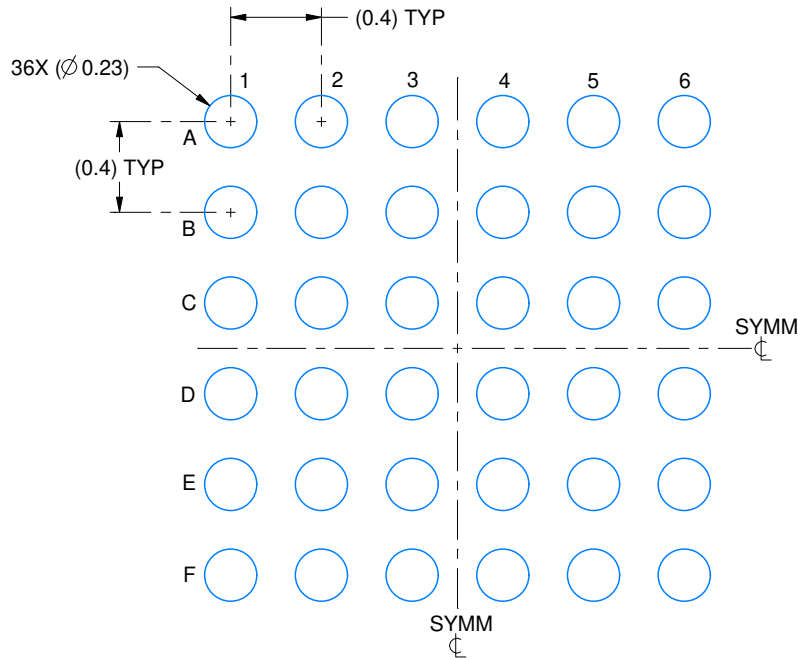 (0.4) TYP
36X (∅ 0.23)
1 2 3 4 5 6
A
(0.4) TYP
B
C
SYMM
℄
D
E
F
SYMM
℄